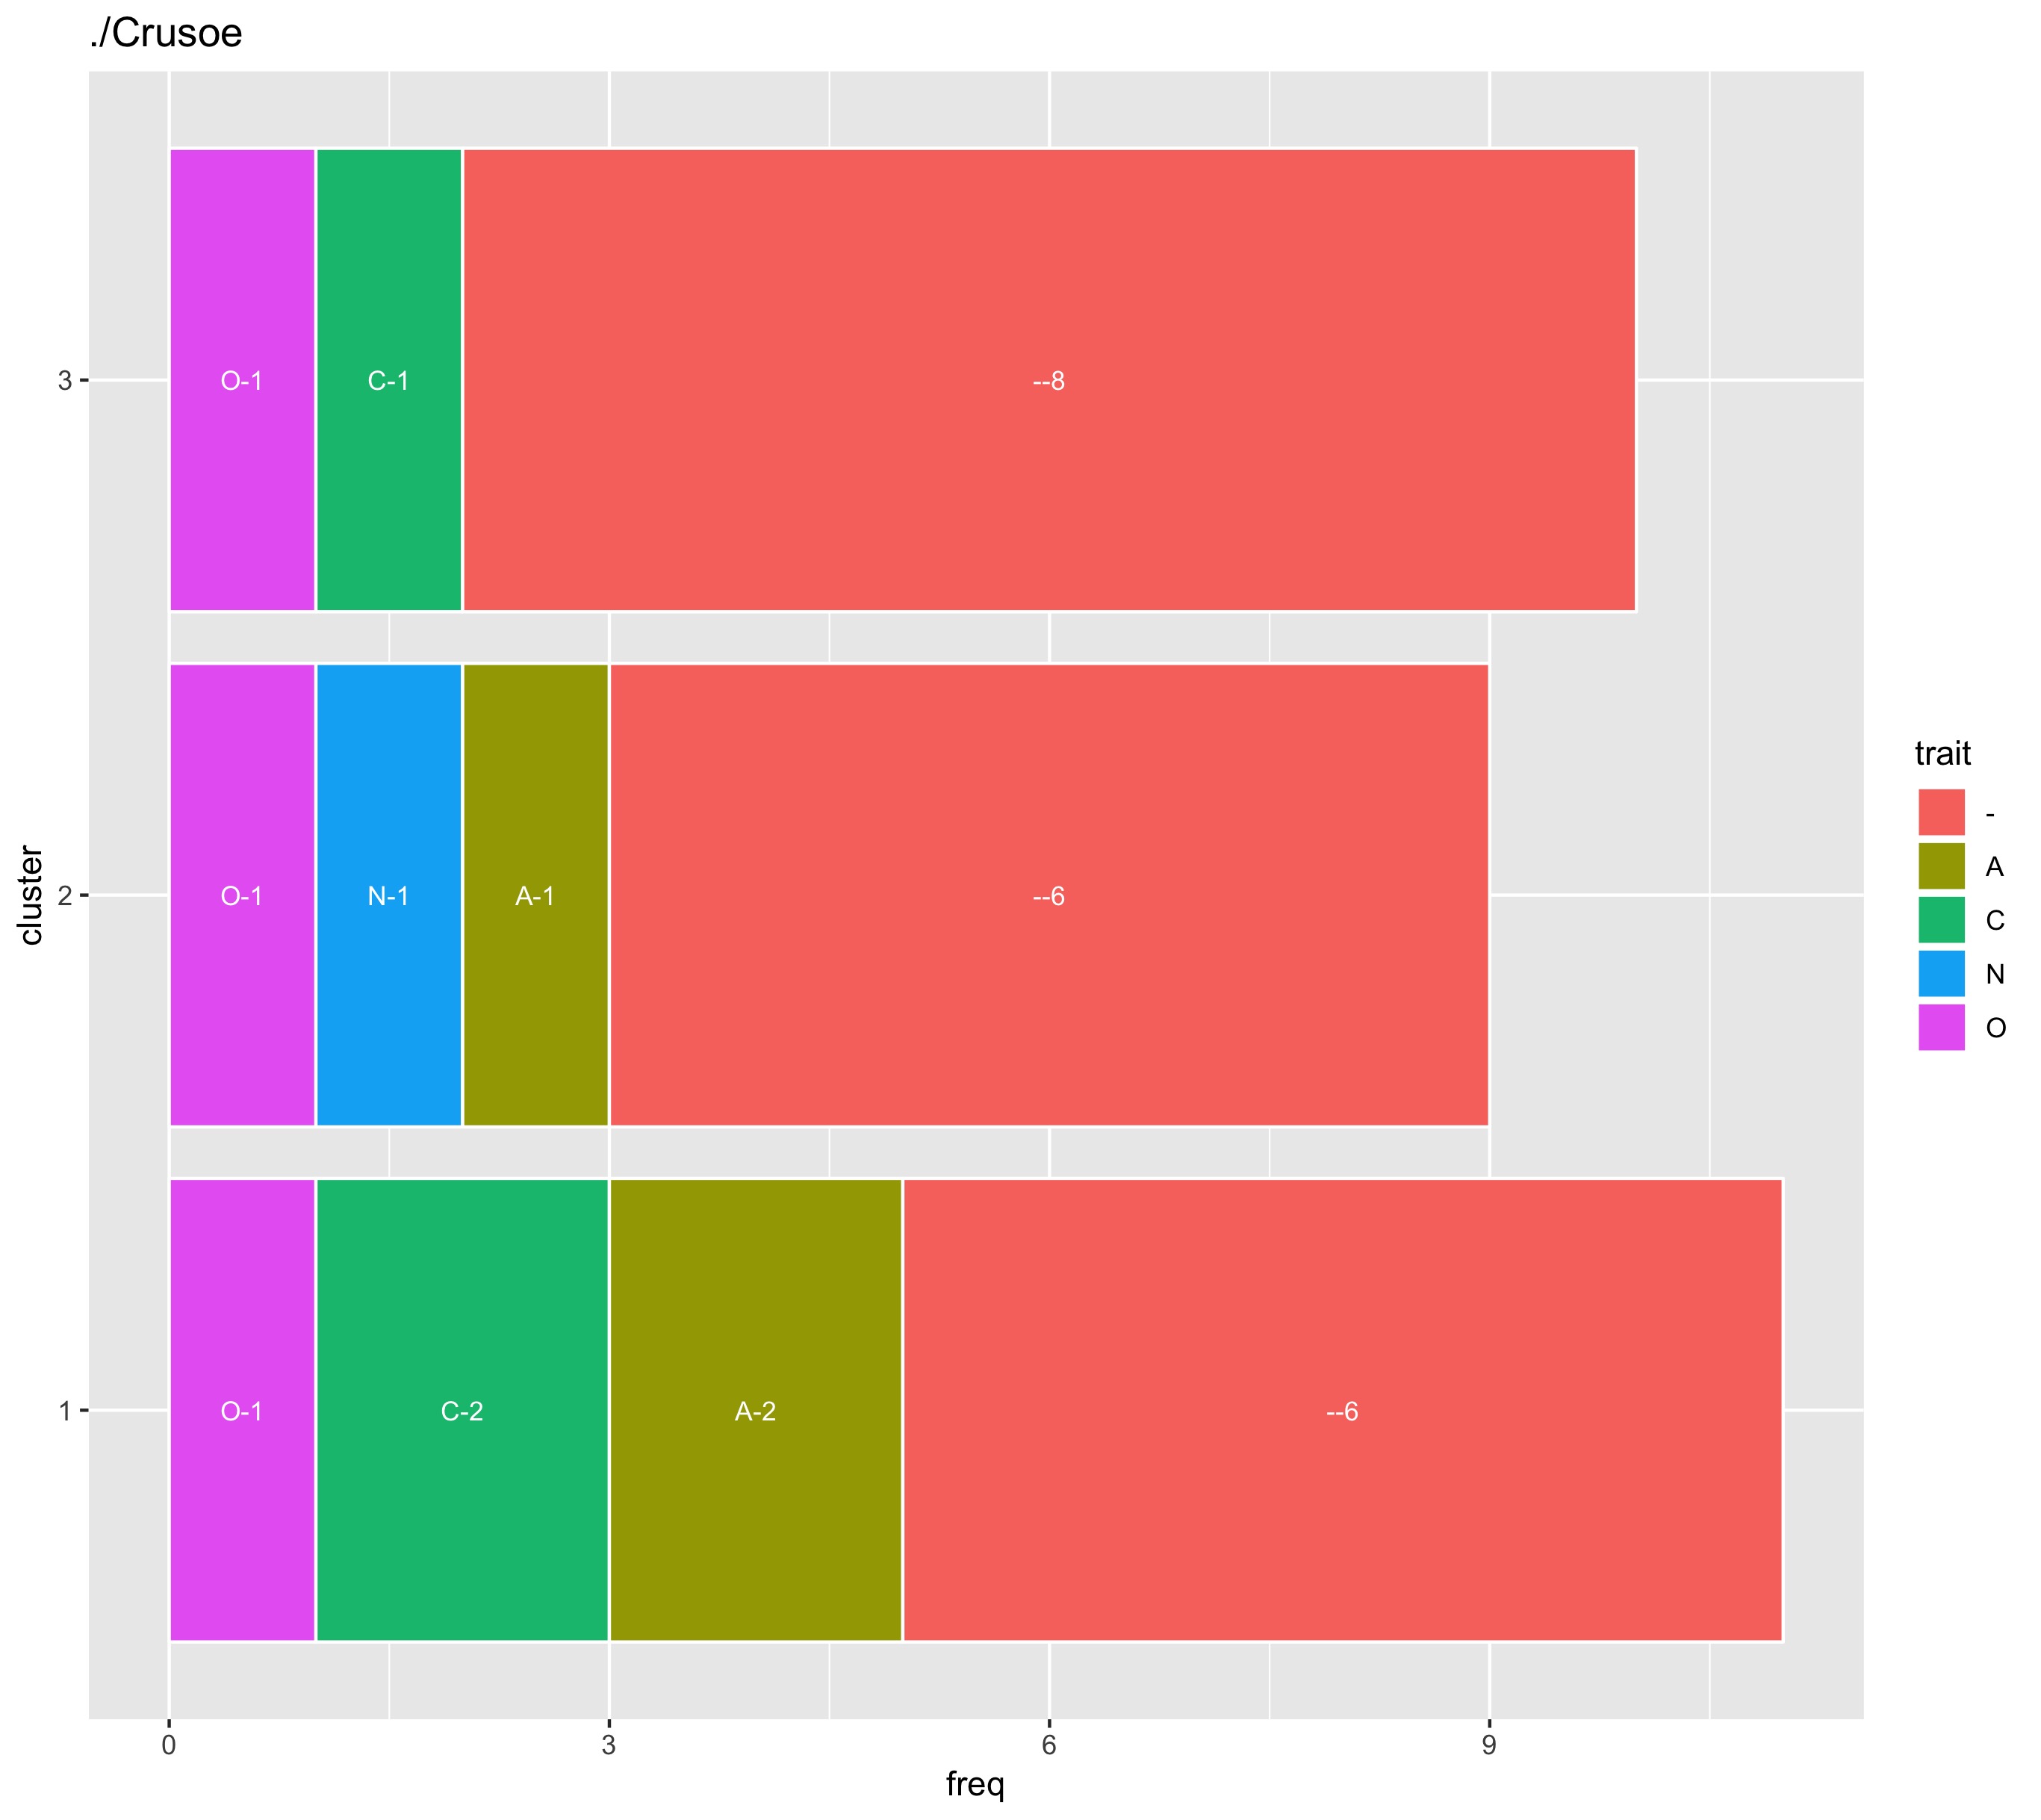 ./Crusoe
3
O-1
C-1
--8
2
O-1
N-1
A-1
--6
1
O-1
C-2
A-2
--6
0
3
6
9
freq
cluster
trait
-
A
C
N
O